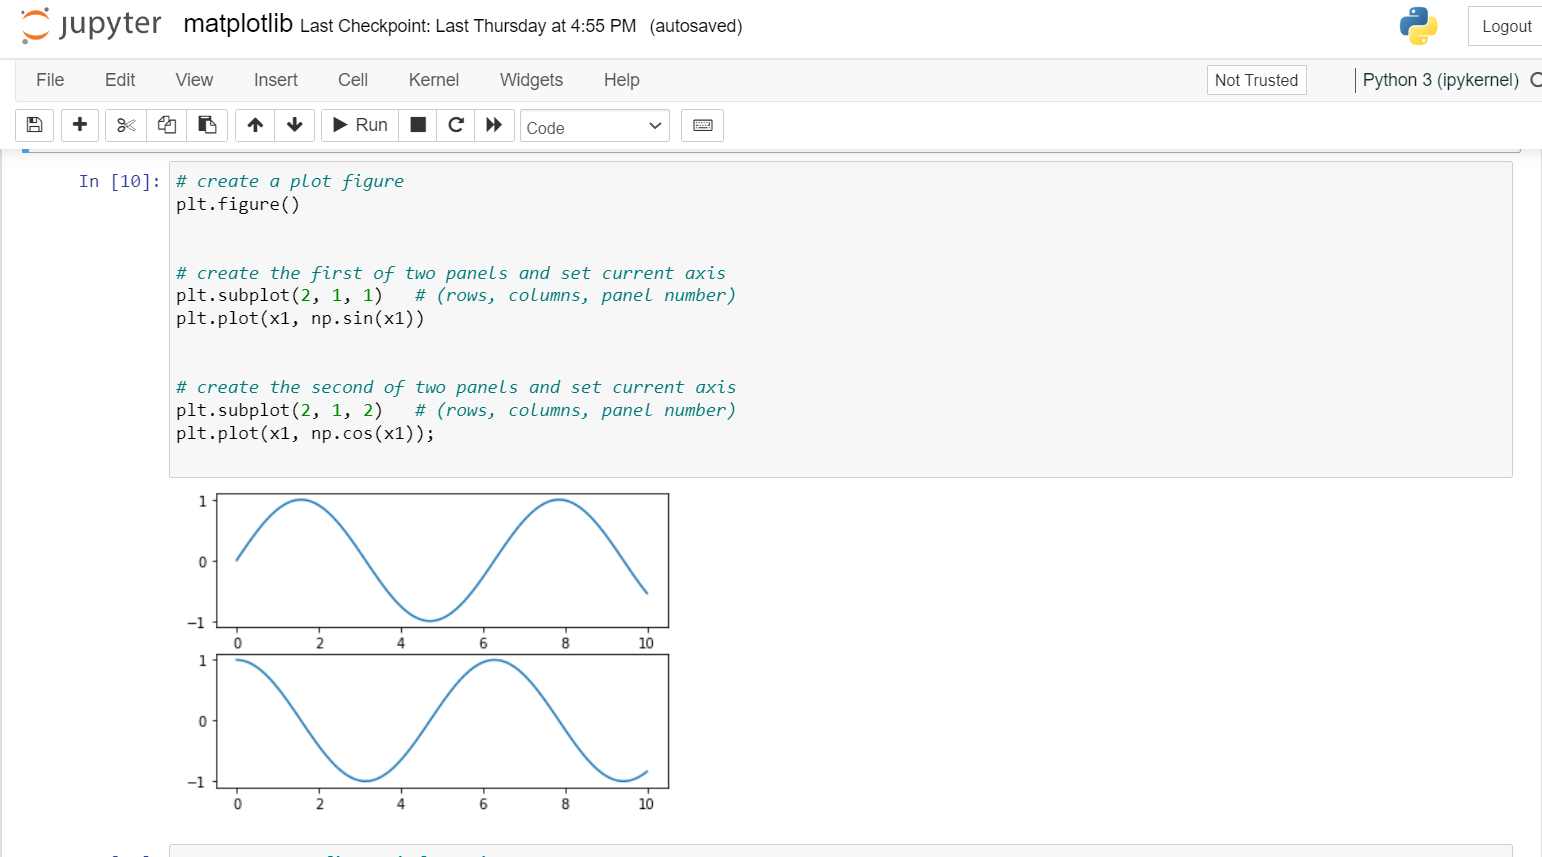 jupyter matplotlib Last Checkpoint: Last Thursday at 4:55 PM (autosaved) Logout
File Edit View Insert Cell Kernel Widgets Help Not Trusted Python 3 (ipykernel)
Run Code
In [10]: # create a plot figure
plt.figure()
# create the first of two panels and set current axis
plt.subplot(2, 1, 1) # (rows, columns, panel number)
plt.plot(x1, np.sin(x1))
# create the second of two panels and set current axis
plt.subplot(2, 1, 2) # (rows, columns, panel number)
plt.plot(x1, np.cos(x1));
1
0
−1
0 2 4 6 8 10
1
0
−1
0 2 4 6 8 10